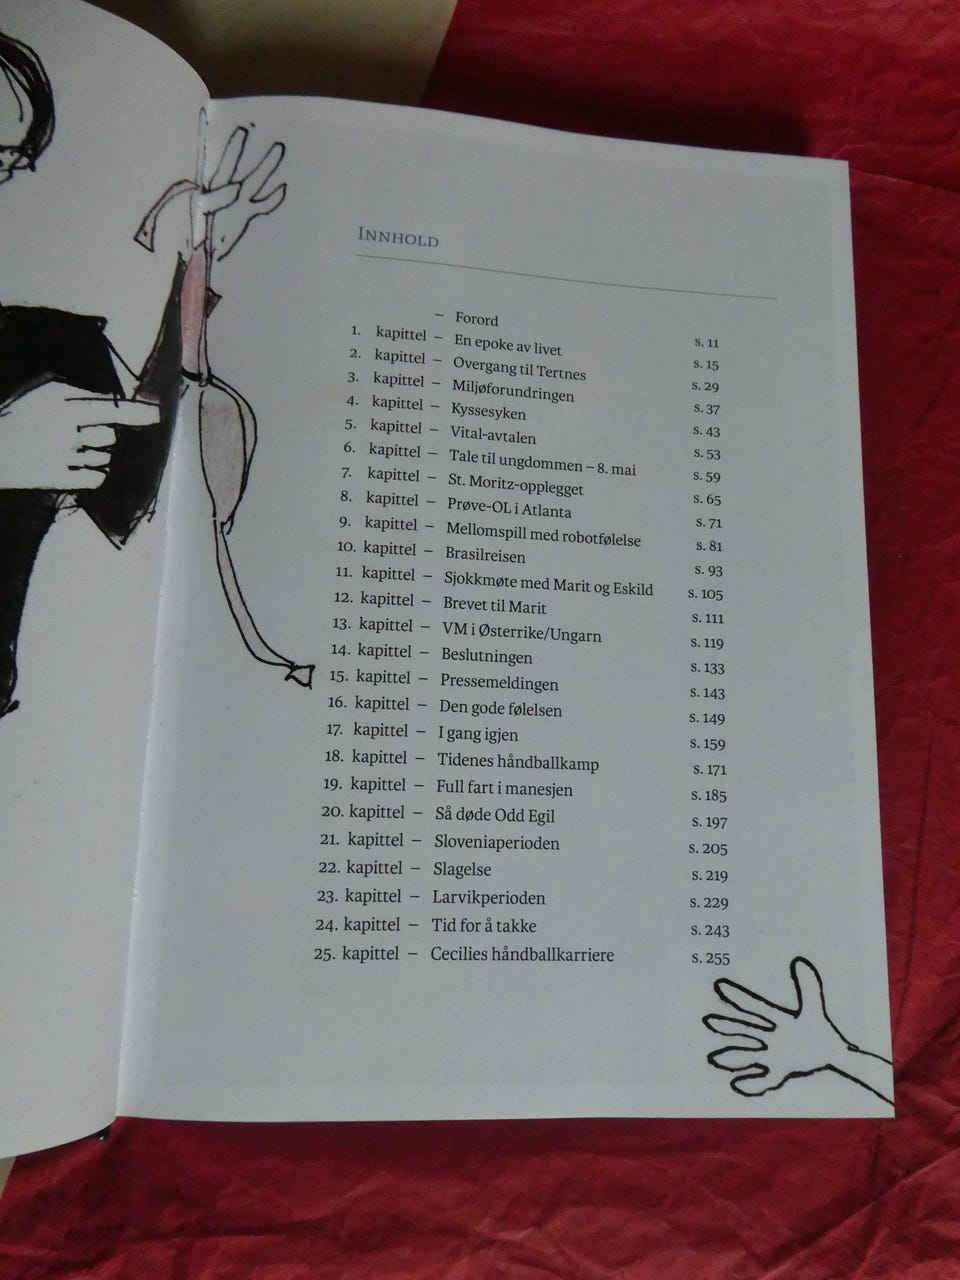 INNHOLD
– Forord s. 11
1. kapittel – En epoke av livet s. 15
2. kapittel – Overgang til Tertnes s. 29
3. kapittel – Miljøforundringen s. 37
4. kapittel – Kyssesyken s. 43
5. kapittel – Vital-avtalen s. 53
6. kapittel – Tale til ungdommen – 8. mai s. 59
7. kapittel – St. Moritz-opplegget s. 65
8. kapittel – Prøve-OL i Atlanta s. 71
9. kapittel – Mellomspill med robotfølelse s. 81
10. kapittel – Brasilreisen s. 93
11. kapittel – Sjokkmøte med Marit og Eskild s. 105
12. kapittel – Brevet til Marit s. 111
13. kapittel – VM i Østerrike/Ungarn s. 119
14. kapittel – Beslutningen s. 133
15. kapittel – Pressemeldingen s. 143
16. kapittel – Den gode følelsen s. 149
17. kapittel – I gang igjen s. 159
18. kapittel – Tidenes håndballkamp s. 171
19. kapittel – Full fart i manesjen s. 185
20. kapittel – Så døde Odd Egil s. 197
21. kapittel – Sloveniaperioden s. 205
22. kapittel – Slagelse s. 219
23. kapittel – Larvikperioden s. 229
24. kapittel – Tid for å takke s. 243
25. kapittel – Cecilies håndballkarriere s. 255